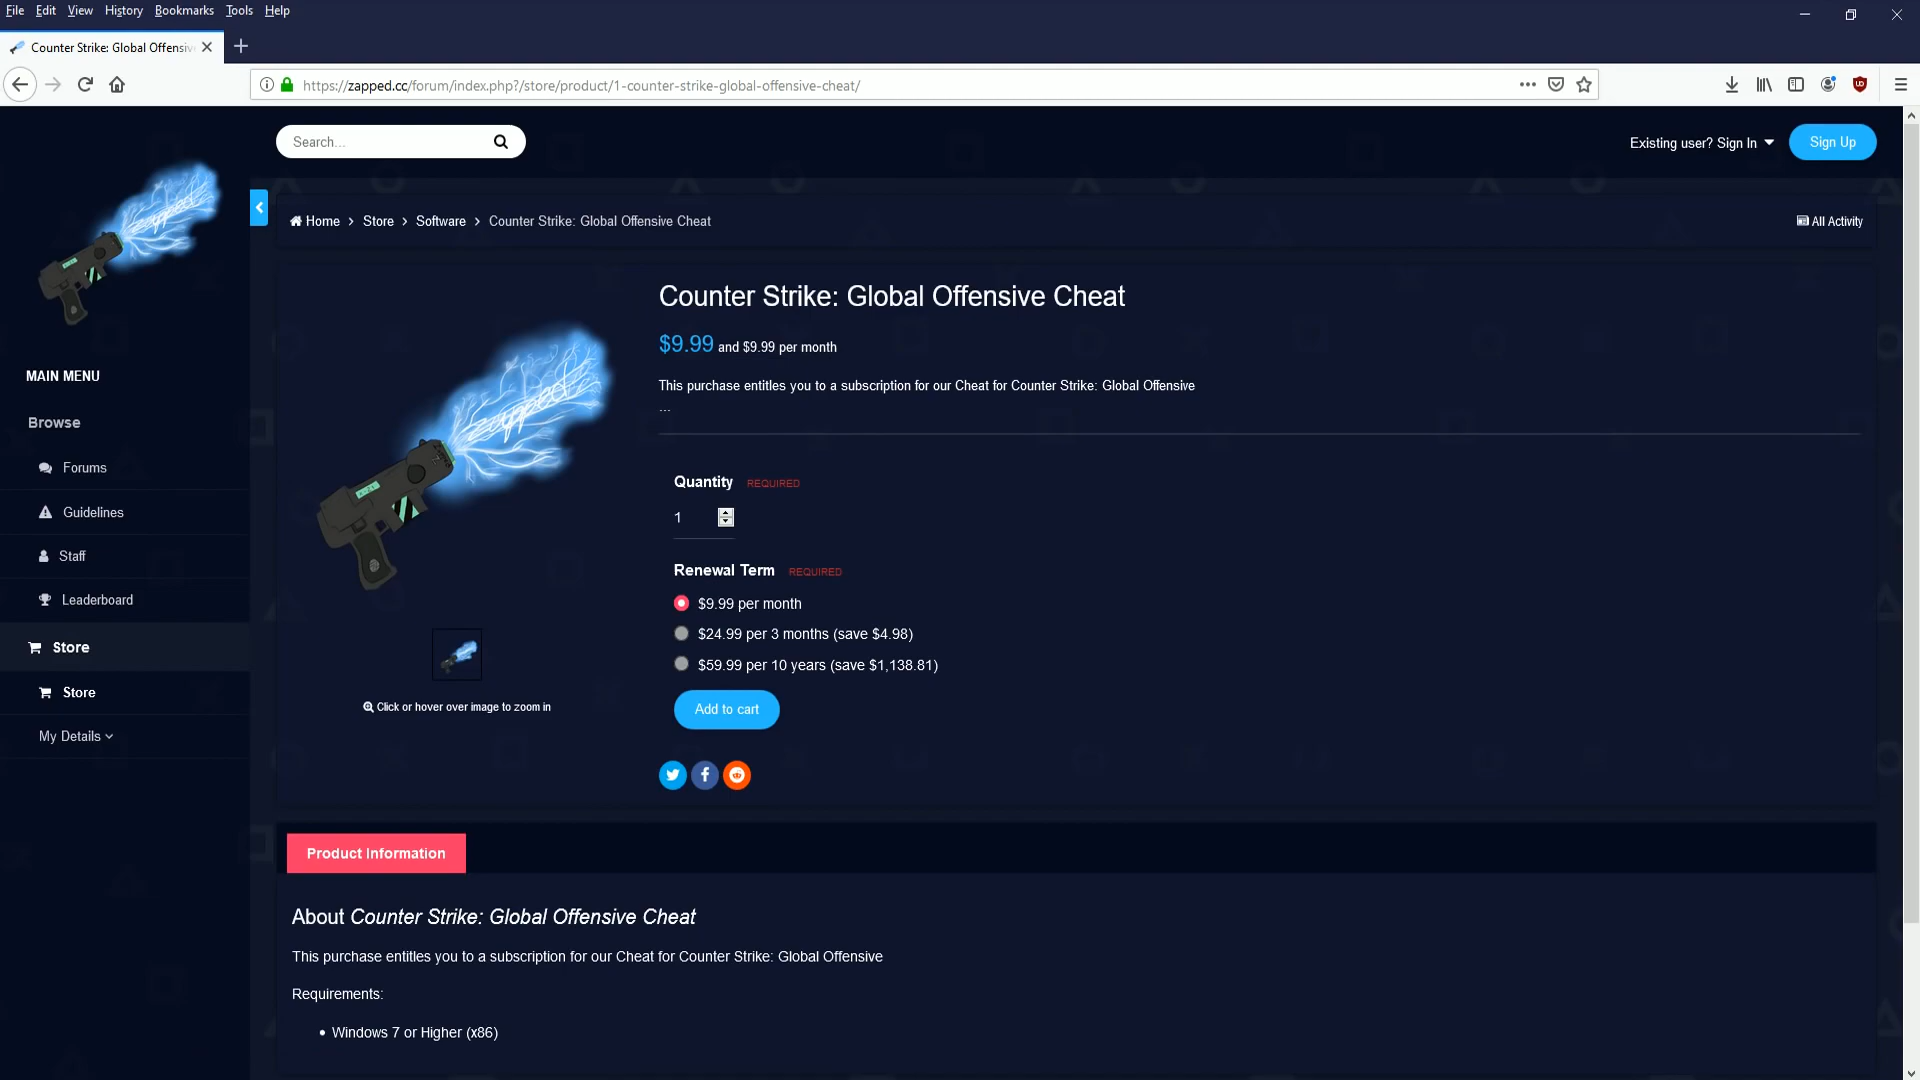 File Edit View History Bookmarks Tools Help
Counter Strike: Global Offensiv
https://zapped.cc/forum/index.php?/store/product/1-counter-strike-global-offensive-cheat/
Search...
Existing user? Sign In
Sign Up
Home > Store > Software > Counter Strike: Global Offensive Cheat
All Activity
zapped
MAIN MENU
Browse
Forums
Guidelines
Staff
Leaderboard
Store
Store
My Details
zapped
Click or hover over image to zoom in
Counter Strike: Global Offensive Cheat
$9.99 and $9.99 per month
This purchase entitles you to a subscription for our Cheat for Counter Strike: Global Offensive
...
Quantity REQUIRED
1
Renewal Term REQUIRED
$9.99 per month
$24.99 per 3 months (save $4.98)
$59.99 per 10 years (save $1,138.81)
Add to cart
Product Information
About Counter Strike: Global Offensive Cheat
This purchase entitles you to a subscription for our Cheat for Counter Strike: Global Offensive
Requirements:
• Windows 7 or Higher (x86)